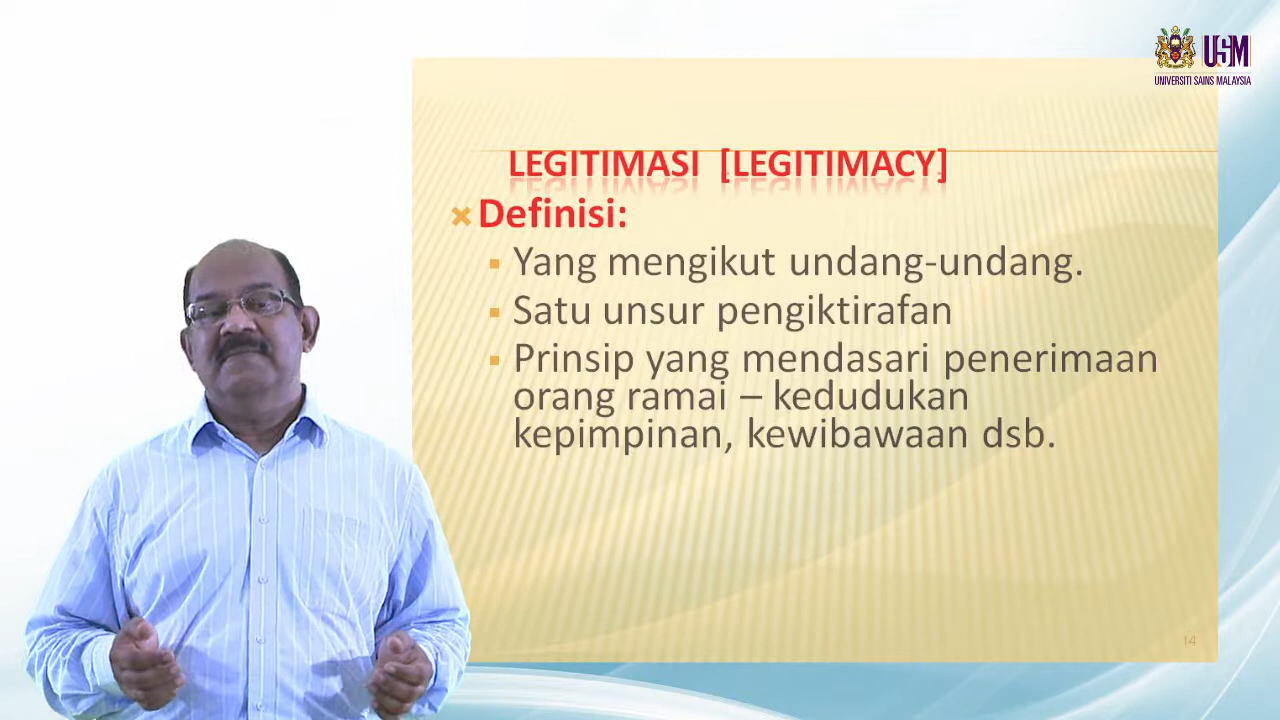 USM
UNIVERSITI SAINS MALAYSIA
LEGITIMASI [LEGITIMACY]
Definisi:
Yang mengikut undang-undang.
Satu unsur pengiktirafan
Prinsip yang mendasari penerimaan
orang ramai – kedudukan
kepimpinan, kewibawaan dsb.
14